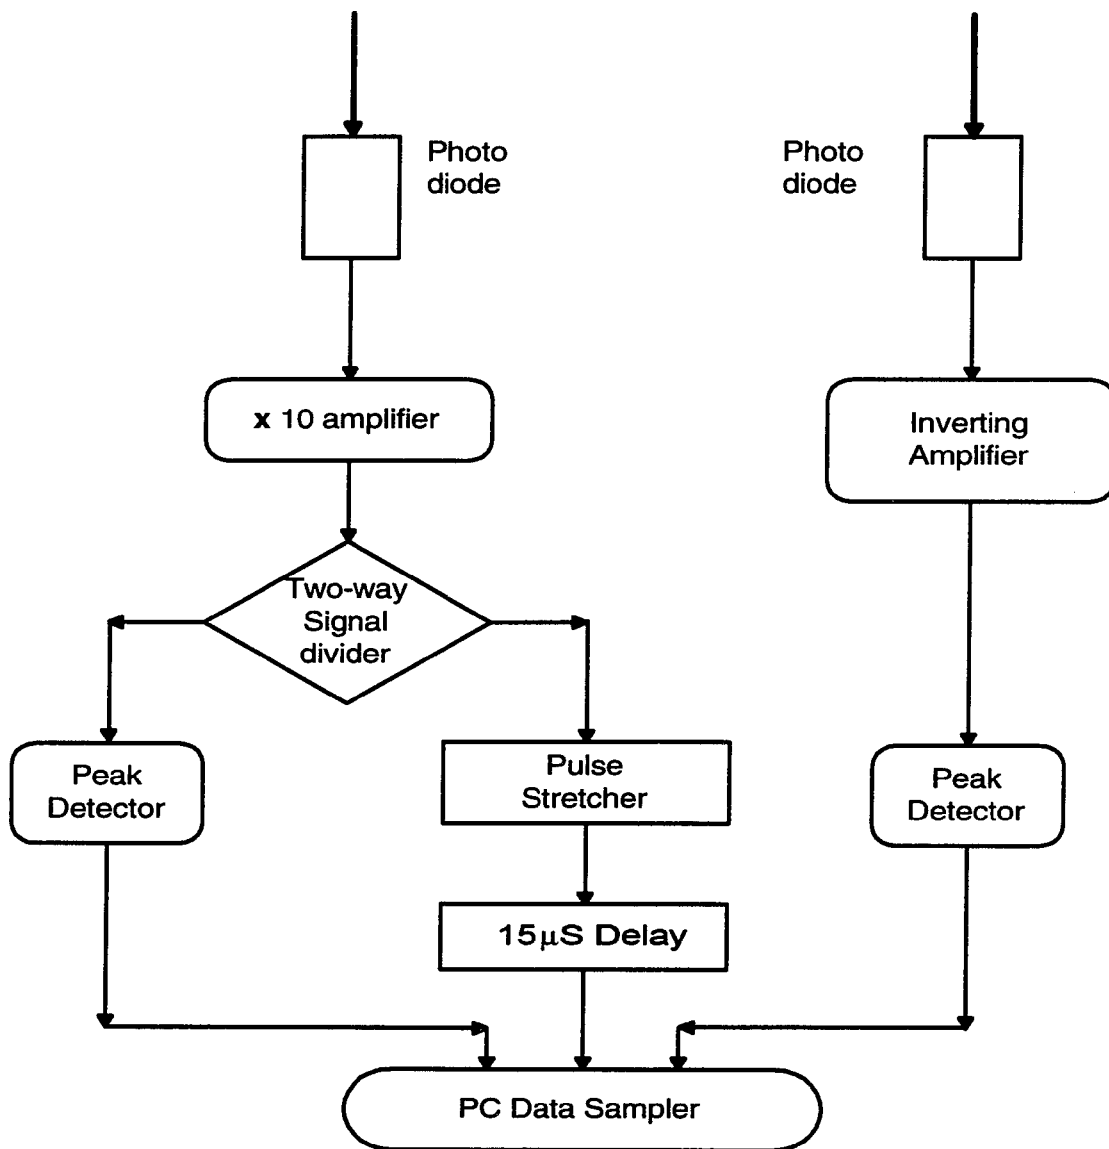 Photo
diode
Photo
diode
x 10 amplifier
Inverting
Amplifier
Two-way
Signal
divider
Peak
Detector
Pulse
Stretcher
Peak
Detector
15μS Delay
PC Data Sampler